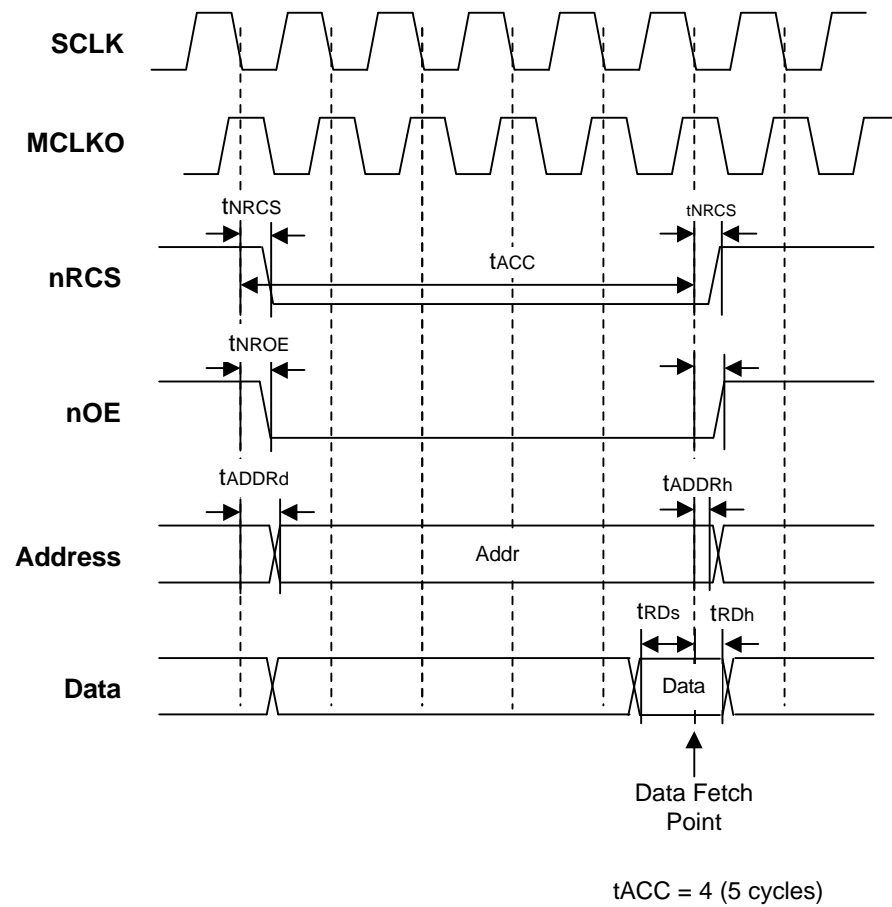 SCLK
MCLKO
tNRCS
tNRCS
nRCS
tACC
tNROE
nOE
tADDRd
tADDRh
Address
Addr
tRDs
tRDh
Data
Data
Data Fetch
Point
tACC = 4 (5 cycles)